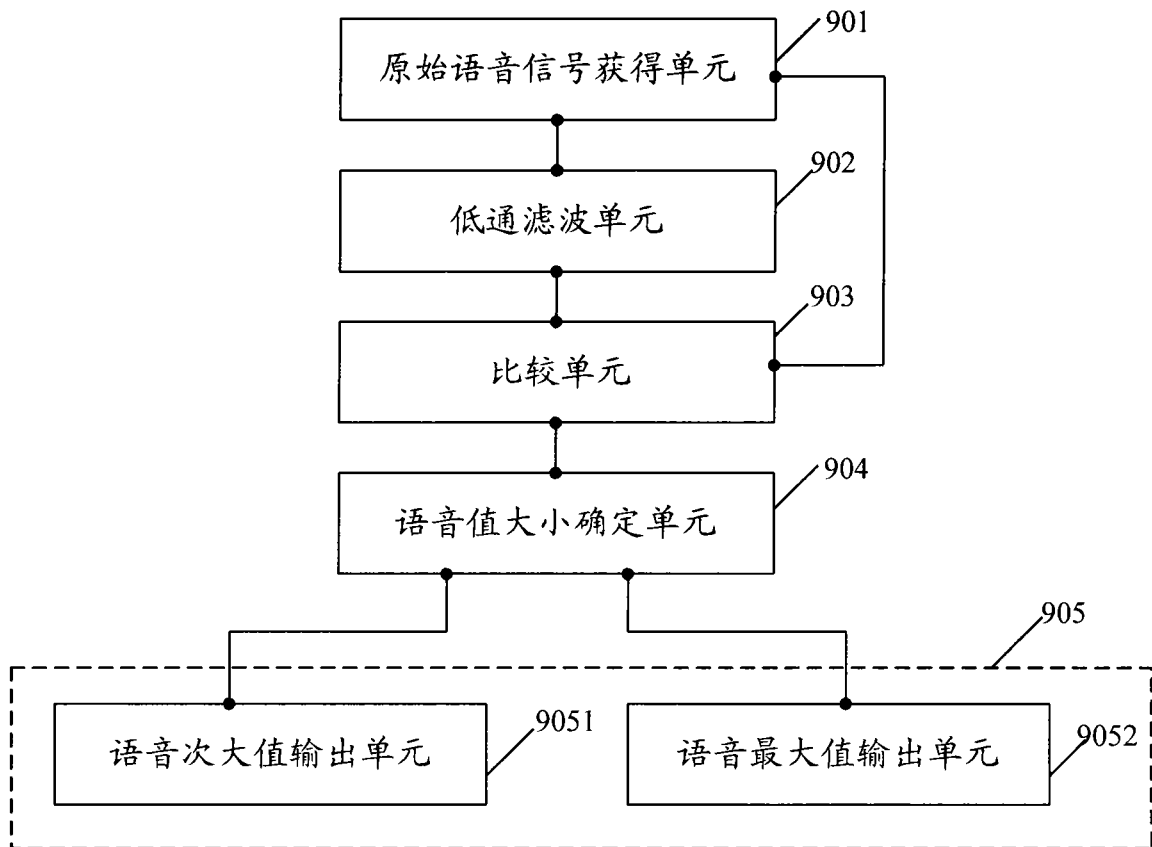 901
原始语音信号获得单元
902
低通滤波单元
903
比较单元
904
语音值大小确定单元
905
语音次大值输出单元
9051
语音最大值输出单元
9052